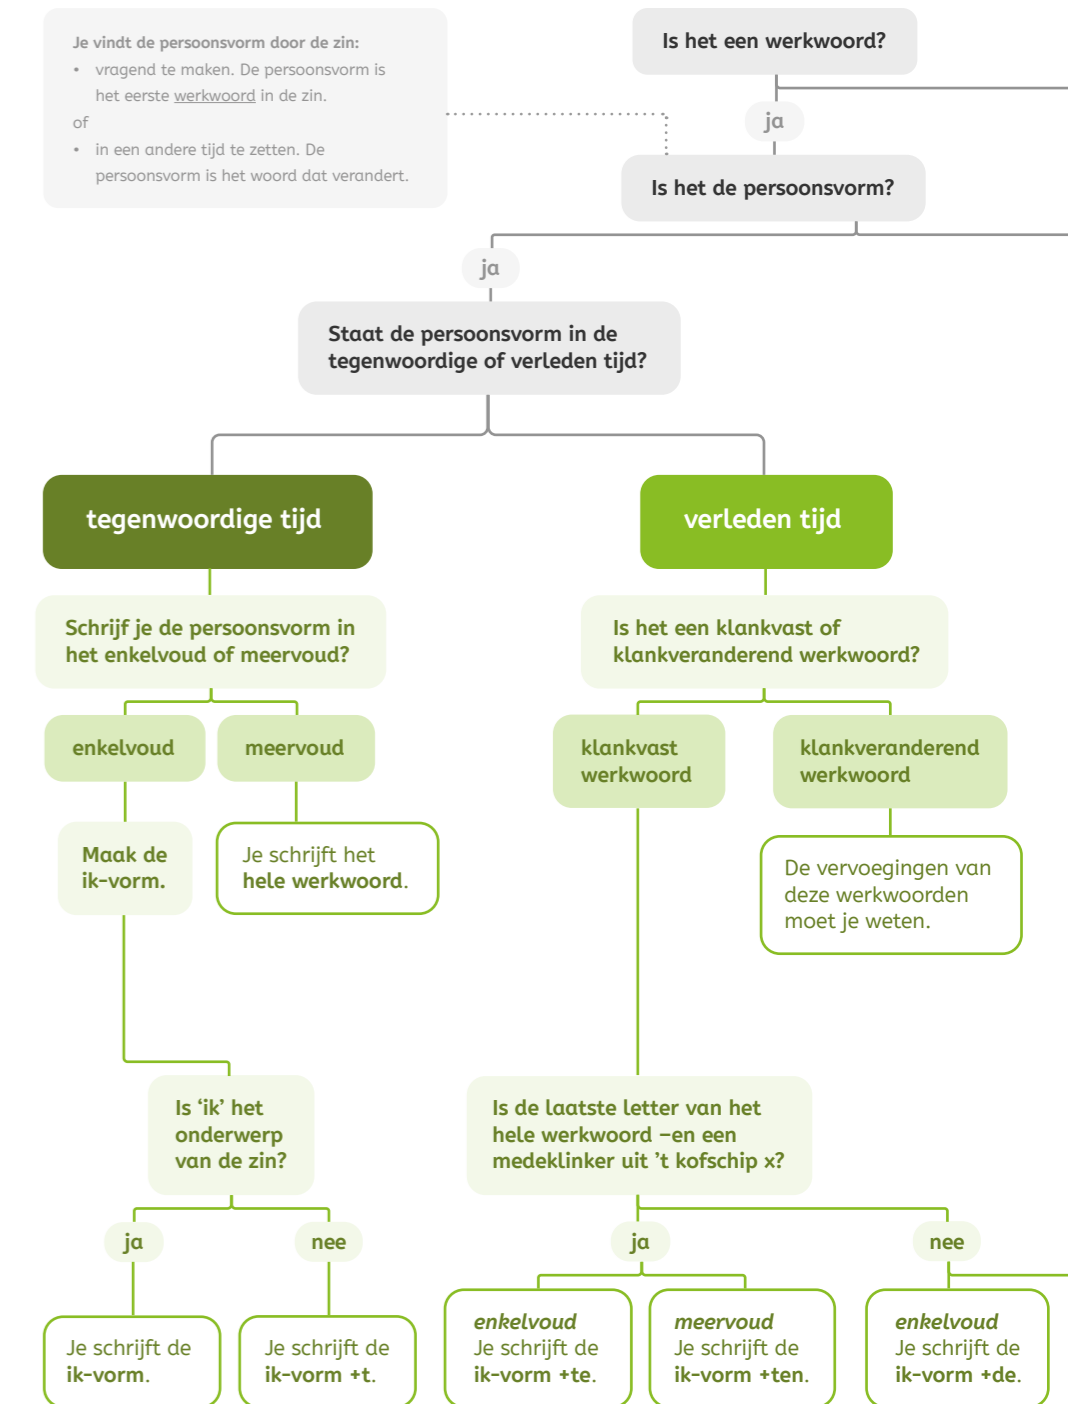 Je vindt de persoonsvorm door de zin:
• vragend te maken. De persoonsvorm is
het eerste werkwoord in de zin.
of
• in een andere tijd te zetten. De
persoonsvorm is het woord dat verandert.
Is het een werkwoord?
ja
Is het de persoonsvorm?
ja
Staat de persoonsvorm in de
tegenwoordige of verleden tijd?
tegenwoordige tijd
Schrijf je de persoonsvorm in
het enkelvoud of meervoud?
enkelvoud
meervoud
Maak de
ik-vorm.
Je schrijft het
hele werkwoord.
Is ‘ik’ het
onderwerp
van de zin?
ja
nee
Je schrijft de
ik-vorm.
Je schrijft de
ik-vorm +t.
verleden tijd
Is het een klankvast of
klankveranderend werkwoord?
klankvast
werkwoord
klankveranderend
werkwoord
De vervoegingen van
deze werkwoorden
moet je weten.
Is de laatste letter van het
hele werkwoord –en een
medeklinker uit ’t kofschip x?
ja
nee
enkelvoud
Je schrijft de
ik-vorm +te.
meervoud
Je schrijft de
ik-vorm +ten.
enkelvoud
Je schrijft de
ik-vorm +de.